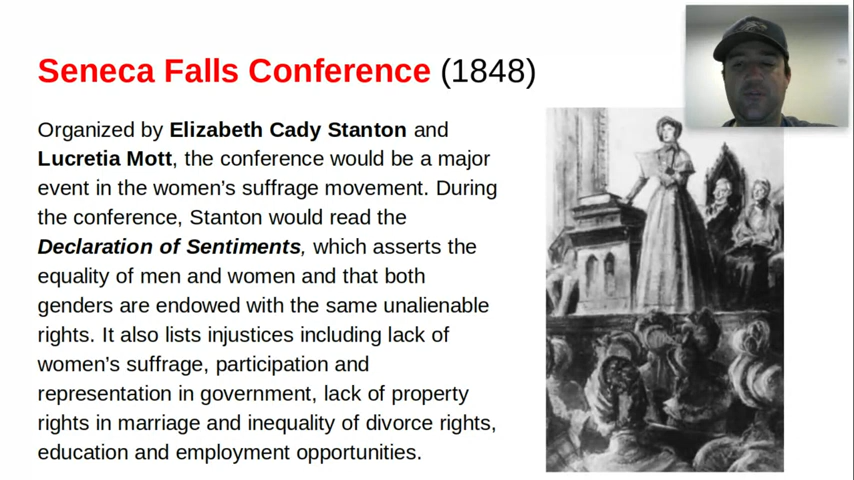 Seneca Falls Conference (1848)
Organized by Elizabeth Cady Stanton and
Lucretia Mott, the conference would be a major
event in the women’s suffrage movement. During
the conference, Stanton would read the
Declaration of Sentiments, which asserts the
equality of men and women and that both
genders are endowed with the same unalienable
rights. It also lists injustices including lack of
women’s suffrage, participation and
representation in government, lack of property
rights in marriage and inequality of divorce rights,
education and employment opportunities.